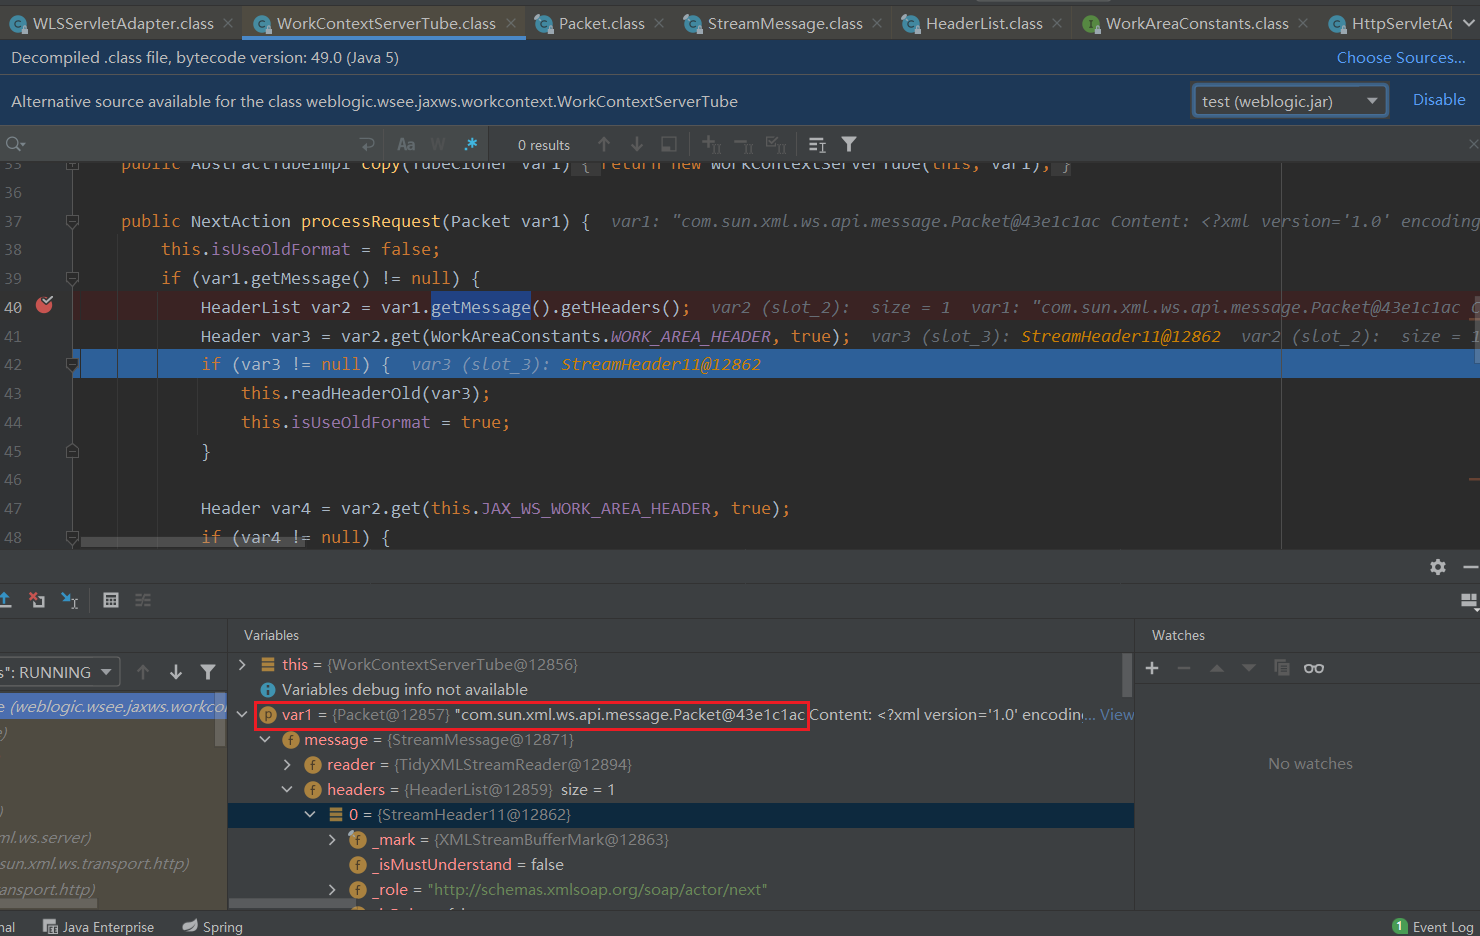 WLSServletAdapter.class WorkContextServerTube.class Packet.class StreamMessage.class HeaderList.class WorkAreaConstants.class HttpServletAc
Decompiled .class file, bytecode version: 49.0 (Java 5) Choose Sources...
Alternative source available for the class weblogic.wsee.jaxws.workcontext.WorkContextServerTube test (weblogic.jar) Disable
Aa W .* 0 results
35 public AbstractTubeImpl copy(TubeCloner var1) { return new WorkContextServerTube(this, var1); }
36
37 public NextAction processRequest(Packet var1) { var1: "com.sun.xml.ws.api.message.Packet@43e1c1ac Content: <?xml version='1.0' encoding
38 this.isUseOldFormat = false;
39 if (var1.getMessage() != null) {
40 HeaderList var2 = var1.getMessage().getHeaders(); var2 (slot_2): size = 1 var1: "com.sun.xml.ws.api.message.Packet@43e1c1ac C
41 Header var3 = var2.get(WorkAreaConstants.WORK_AREA_HEADER, true); var3 (slot_3): StreamHeader11@12862 var2 (slot_2): size = 1
42 if (var3 != null) { var3 (slot_3): StreamHeader11@12862
43 this.readHeaderOld(var3);
44 this.isUseOldFormat = true;
45 }
46
47 Header var4 = var2.get(this.JAX_WS_WORK_AREA_HEADER, true);
48 if (var4 != null) {
Variables Watches
s": RUNNING
this = {WorkContextServerTube@12856}
Variables debug info not available
e (weblogic.wsee.jaxws.workcon
var1 = {Packet@12857} "com.sun.xml.ws.api.message.Packet@43e1c1ac Content: <?xml version='1.0' encodin... View
e)
message = {StreamMessage@12871}
reader = {TidyXMLStreamReader@12894}
No watches
headers = {HeaderList@12859} size = 1
)
0 = {StreamHeader11@12862}
ml.ws.server)
_mark = {XMLStreamBufferMark@12863}
sun.xml.ws.transport.http)
_isMustUnderstand = false
ansport.http)
_role = "http://schemas.xmlsoap.org/soap/actor/next"
nal Java Enterprise Spring 1 Event Log